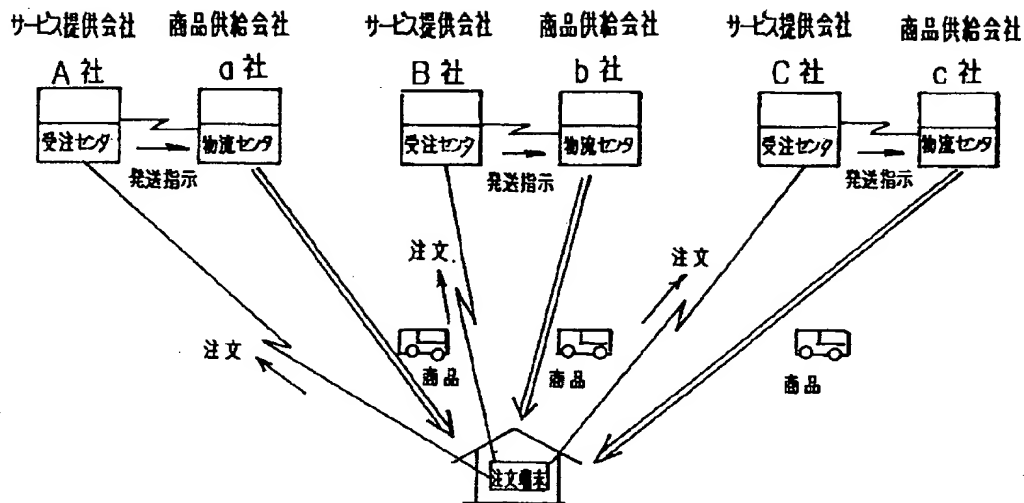 サービス提供会社 商品供給会社 サービス提供会社 商品供給会社 サービス提供会社 商品供給会社
A社 a社 B社 b社 C社 c社
受注センタ 物流センタ 受注センタ 物流センタ 受注センタ 物流センタ
発送指示 発送指示 発送指示
注文 注文
注文
商品 商品 商品
注文端末